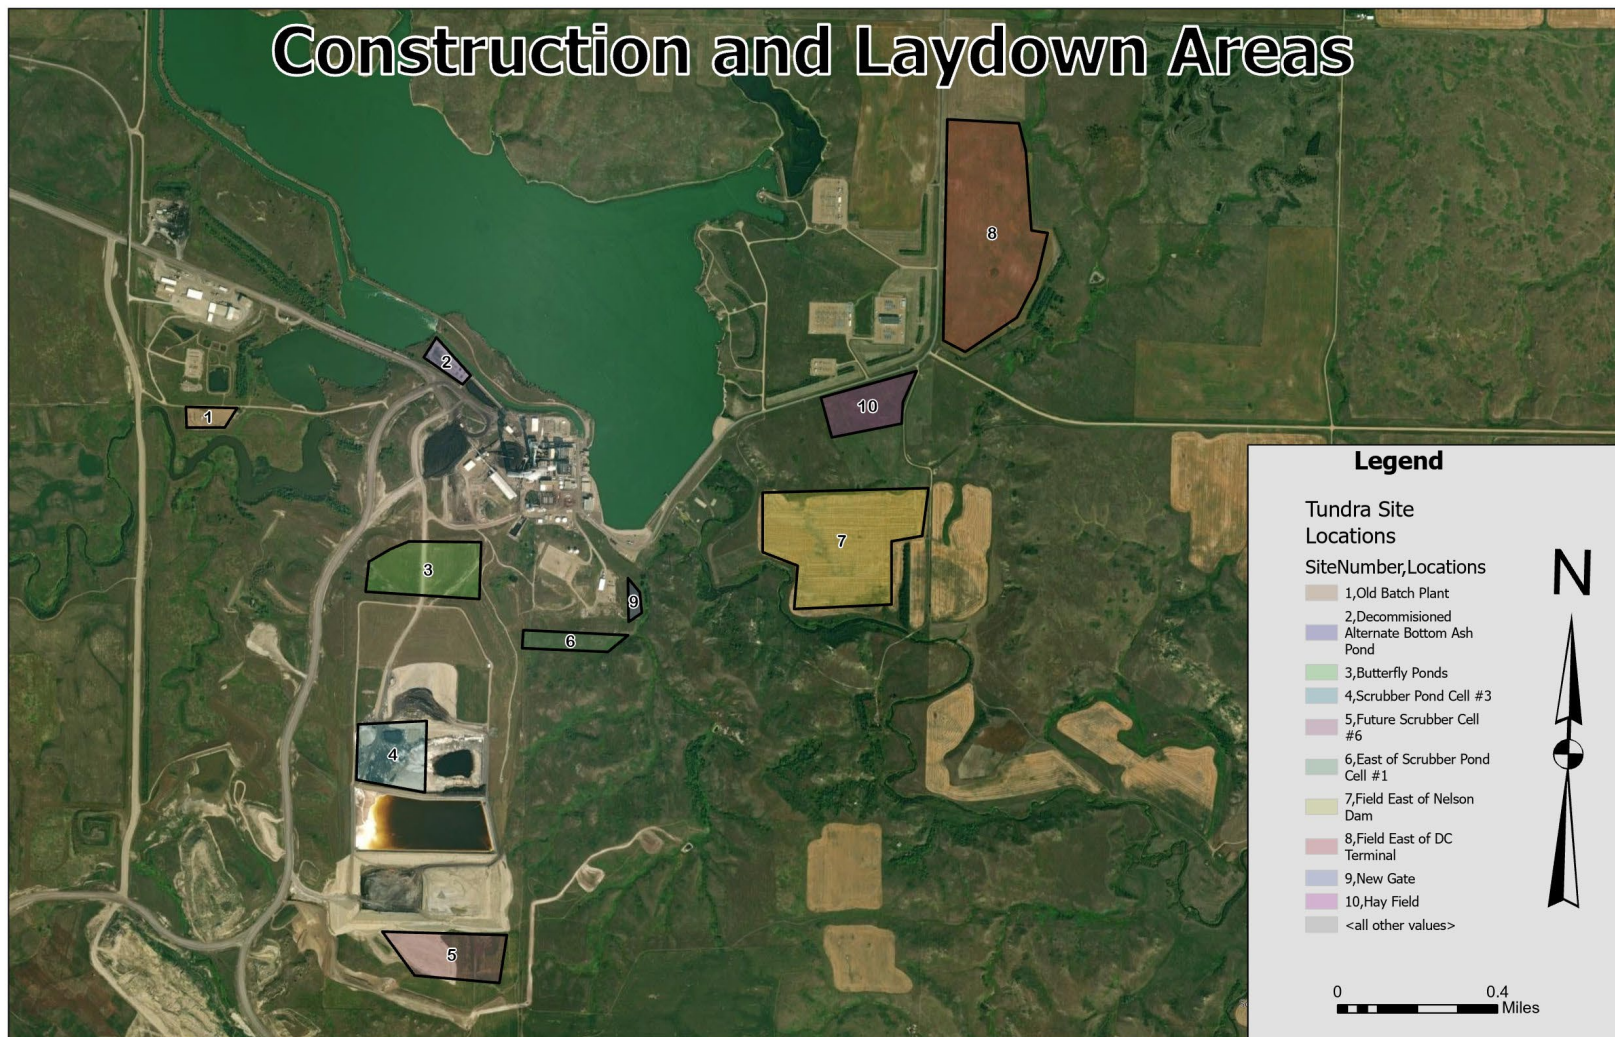 Construction and Laydown Areas
8
2
10
1
7
3
9
6
4
5
Legend
Tundra Site
Locations
SiteNumber,Locations
1,Old Batch Plant
2,Decommisioned
Alternate Bottom Ash
Pond
3,Butterfly Ponds
4,Scrubber Pond Cell #3
5,Future Scrubber Cell
#6
6,East of Scrubber Pond
Cell #1
7,Field East of Nelson
Dam
8,Field East of DC
Terminal
9,New Gate
10,Hay Field
<all other values>
N
0 0.4
Miles